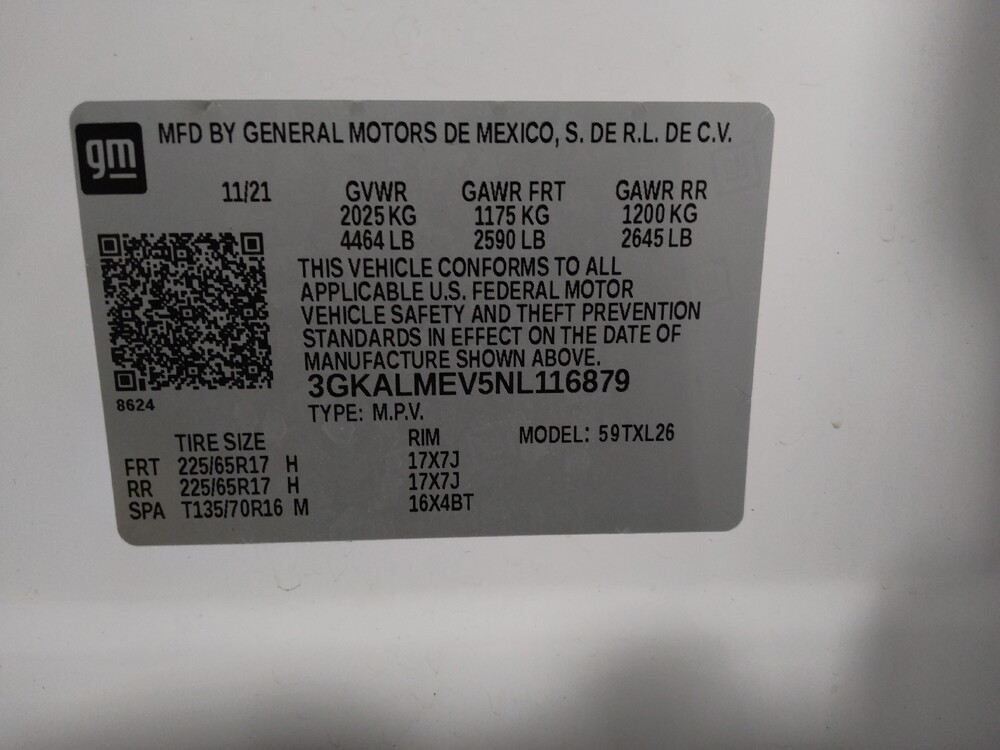 gm
MFD BY GENERAL MOTORS DE MEXICO, S. DE R.L. DE C.V.
11/21 GVWR GAWR FRT GAWR RR
2025 KG 1175 KG 1200 KG
4464 LB 2590 LB 2645 LB
THIS VEHICLE CONFORMS TO ALL
APPLICABLE U.S. FEDERAL MOTOR
VEHICLE SAFETY AND THEFT PREVENTION
STANDARDS IN EFFECT ON THE DATE OF
MANUFACTURE SHOWN ABOVE.
3GKALMEV5NL116879
8624
TYPE: M.P.V.
TIRE SIZE RIM MODEL: 59TXL26
FRT 225/65R17 H 17X7J
RR 225/65R17 H 17X7J
SPA T135/70R16 M 16X4BT